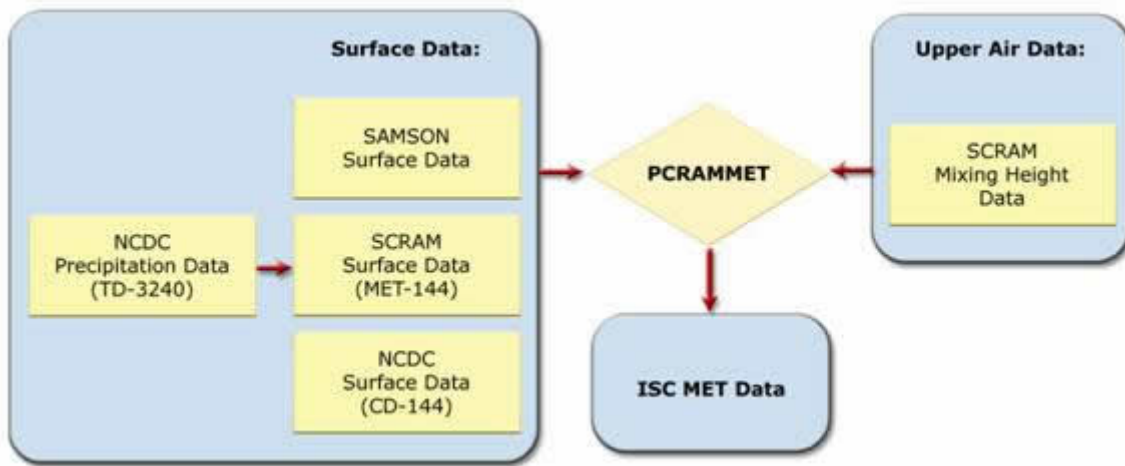 Surface Data:
SAMSON
Surface Data
NCDC
Precipitation Data
(TD-3240)
SCRAM
Surface Data
(MET-144)
NCDC
Surface Data
(CD-144)
PCRAMMET
Upper Air Data:
SCRAM
Mixing Height
Data
ISC MET Data